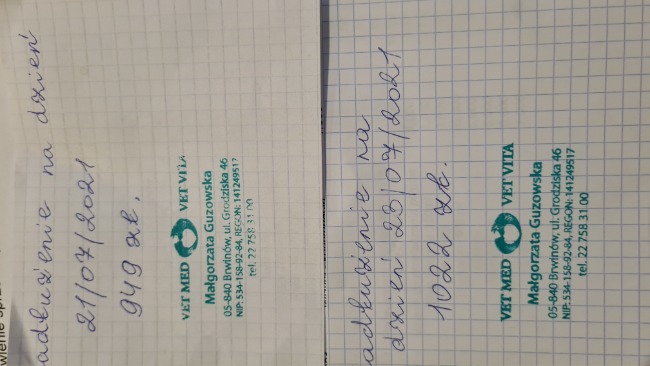 adłużenie na dzień
21/07/2021
949 zł.
VET MED VET VITA
Małgorzata Guzowska
05-840 Brwinów, ul. Grodziska 46
NIP: 534-158-92-84, REGON: 141249517
tel. 22 758 31 00
adłużenie na
dzień 23/07/2021
1022 zł.
VET MED VET VITA
Małgorzata Guzowska
05-840 Brwinów, ul. Grodziska 46
NIP: 534-158-92-84, REGON: 141249517
tel. 22 758 31 00